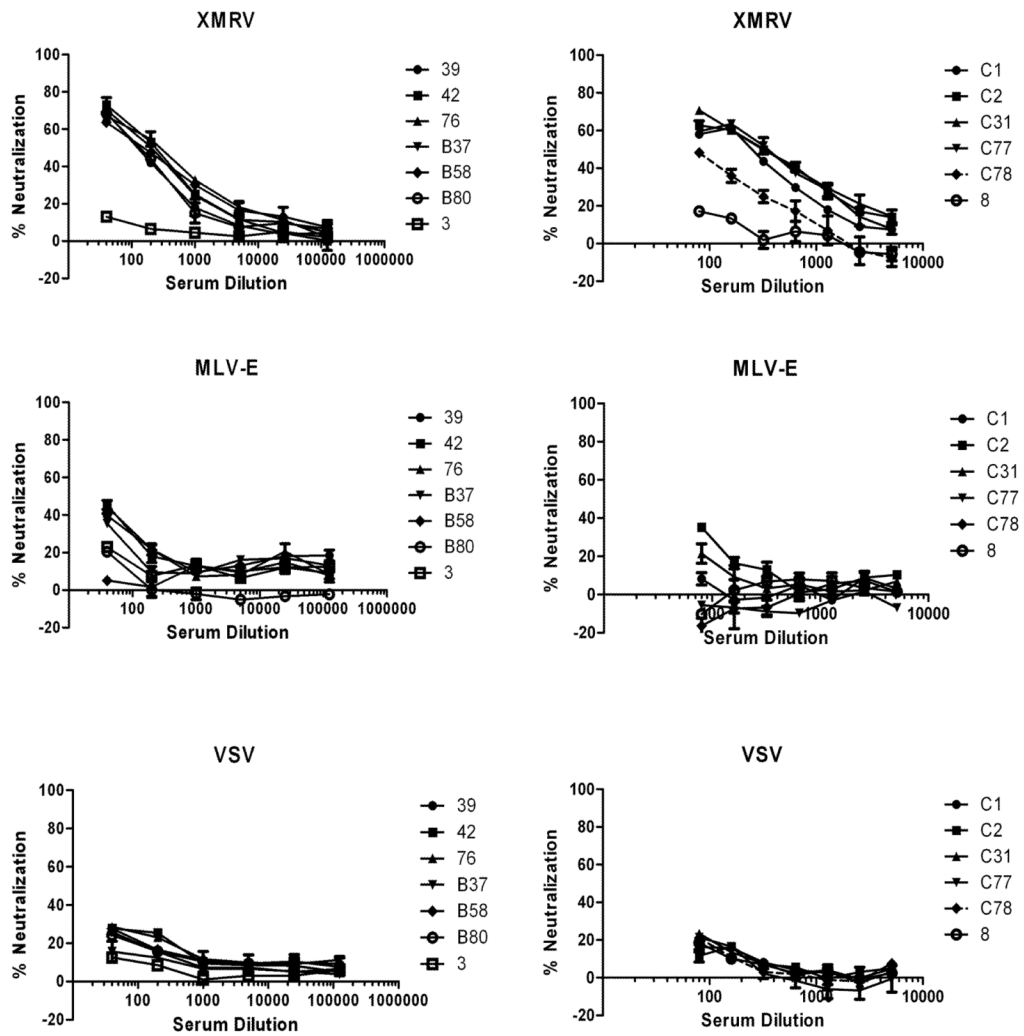 XMRV
% Neutralization
100
80
60
40
20
0
-20
100 1000 10000 100000 1000000
Serum Dilution
39
42
76
B37
B58
B80
3
XMRV
% Neutralization
100
80
60
40
20
0
-20
100 1000 10000
Serum Dilution
C1
C2
C31
C77
C78
8
MLV-E
% Neutralization
100
80
60
40
20
0
-20
100 1000 10000 100000 1000000
Serum Dilution
39
42
76
B37
B58
B80
3
MLV-E
% Neutralization
100
80
60
40
20
0
-20
100 1000 10000
Serum Dilution
C1
C2
C31
C77
C78
8
VSV
% Neutralization
100
80
60
40
20
0
-20
100 1000 10000 100000 1000000
Serum Dilution
39
42
76
B37
B58
B80
3
VSV
% Neutralization
100
80
60
40
20
0
-20
100 1000 10000
Serum Dilution
C1
C2
C31
C77
C78
8